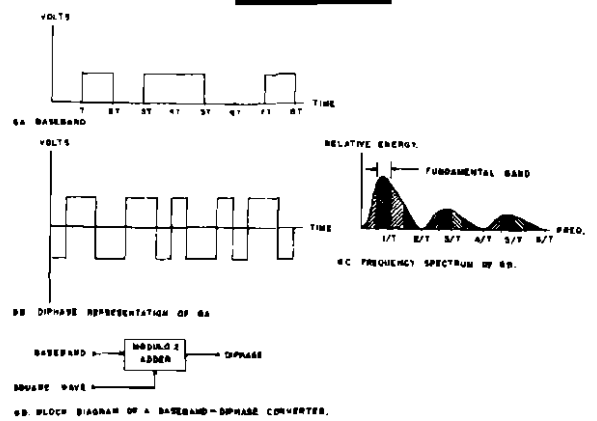 VOLTS
T 2T 3T 4T 5T 6T 7T 8T TIME
6A BASEBAND
VOLTS
TIME
6B DIPHASE REPRESENTATION OF 6A
RELATIVE ENERGY.
FUNDAMENTAL BAND
1/T 2/T 3/T 4/T 5/T 6/T FREQ.
6C FREQUENCY SPECTRUM OF 6B.
BASEBAND
MODULO 2
ADDER
DIPHASE
SQUARE WAVE
6D. BLOCK DIAGRAM OF A BASEBAND-DIPHASE CONVERTER.